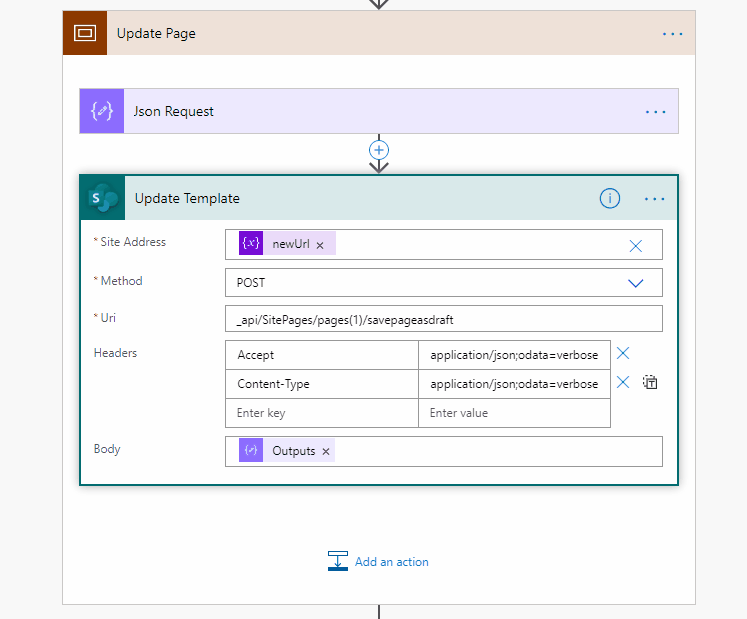 Update Page
...
Json Request
...
S Update Template i ...
* Site Address {x} newUrl ×
* Method POST
* Uri _api/SitePages/pages(1)/savepageasdraft
Headers Accept application/json;odata=verbose
Content-Type application/json;odata=verbose
Enter key Enter value
Body Outputs ×
Add an action